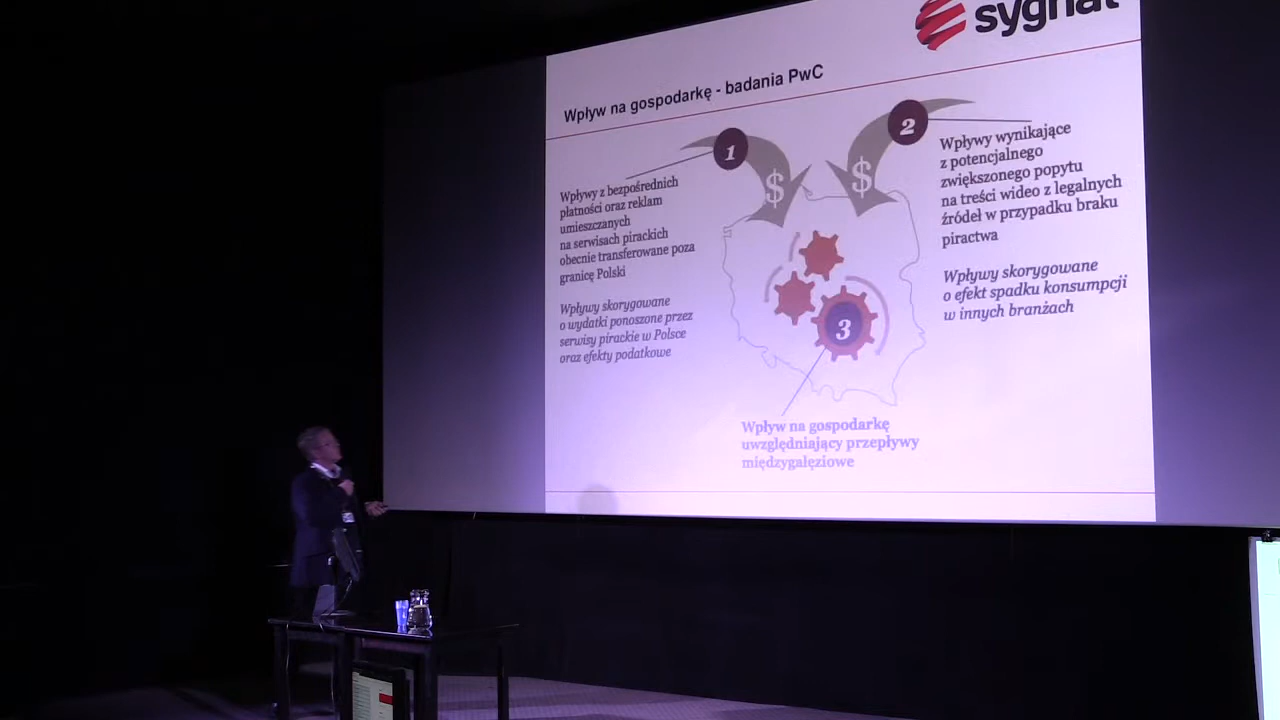 sygnał
Wpływ na gospodarkę - badania PwC
1
Wpływy z bezpośrednich
płatności oraz reklam
umieszczanych
na serwisach pirackich
obecnie transferowane poza
granicę Polski
Wpływy skorygowane
o wydatki ponoszone przez
serwisy pirackie w Polsce
oraz efekty podatkowe
$
$
2
Wpływy wynikające
z potencjalnego
zwiększonego popytu
na treści wideo z legalnych
źródeł w przypadku braku
piractwa
Wpływy skorygowane
o efekt spadku konsumpcji
w innych branżach
3
Wpływ na gospodarkę
uwzględniający przepływy
międzygałęziowe